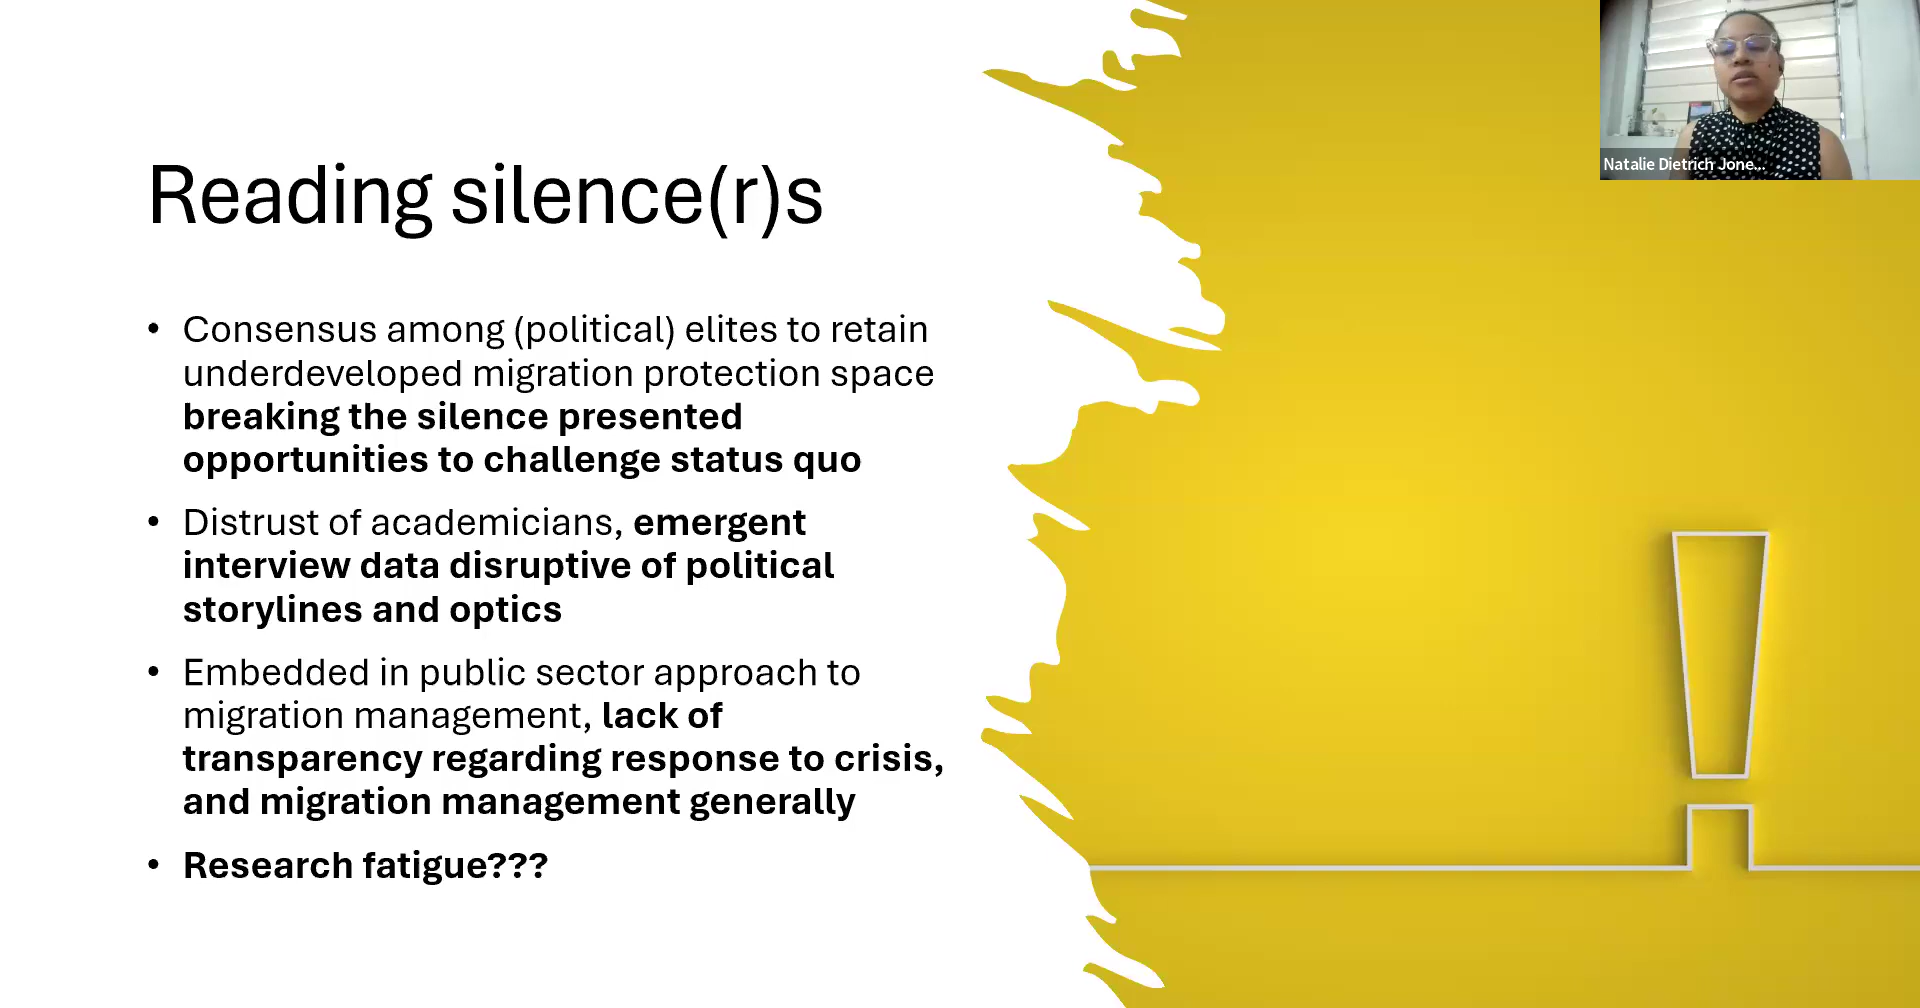 Natalie Dietrich Jone...
Reading silence(r)s
• Consensus among (political) elites to retain
underdeveloped migration protection space
breaking the silence presented
opportunities to challenge status quo
• Distrust of academicians, emergent
interview data disruptive of political
storylines and optics
• Embedded in public sector approach to
migration management, lack of
transparency regarding response to crisis,
and migration management generally
• Research fatigue???